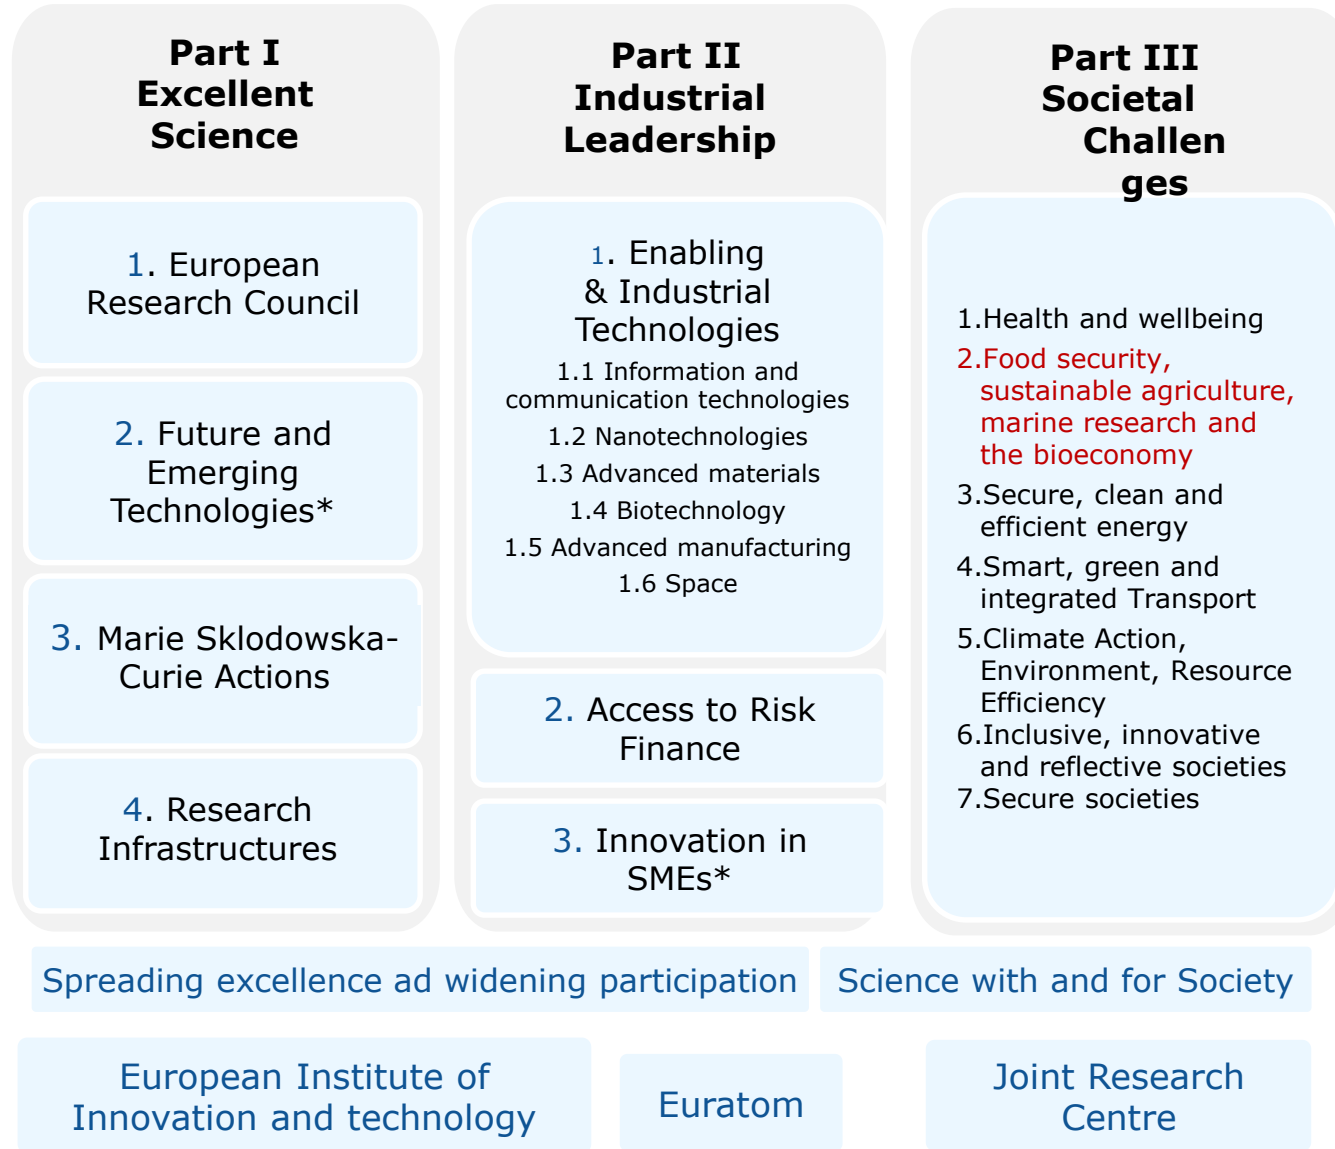 Part I
Excellent
Science
1. European
Research Council
2. Future and
Emerging
Technologies*
3. Marie Sklodowska-
Curie Actions
4. Research
Infrastructures
Part II
Industrial
Leadership
1. Enabling
& Industrial
Technologies
1.1 Information and
communication technologies
1.2 Nanotechnologies
1.3 Advanced materials
1.4 Biotechnology
1.5 Advanced manufacturing
1.6 Space
2. Access to Risk
Finance
3. Innovation in
SMEs*
Part III
Societal
Challen
ges
1.Health and wellbeing
2.Food security,
sustainable agriculture,
marine research and
the bioeconomy
3.Secure, clean and
efficient energy
4.Smart, green and
integrated Transport
5.Climate Action,
Environment, Resource
Efficiency
6.Inclusive, innovative
and reflective societies
7.Secure societies
Spreading excellence ad widening participation
Science with and for Society
European Institute of
Innovation and technology
Euratom
Joint Research
Centre